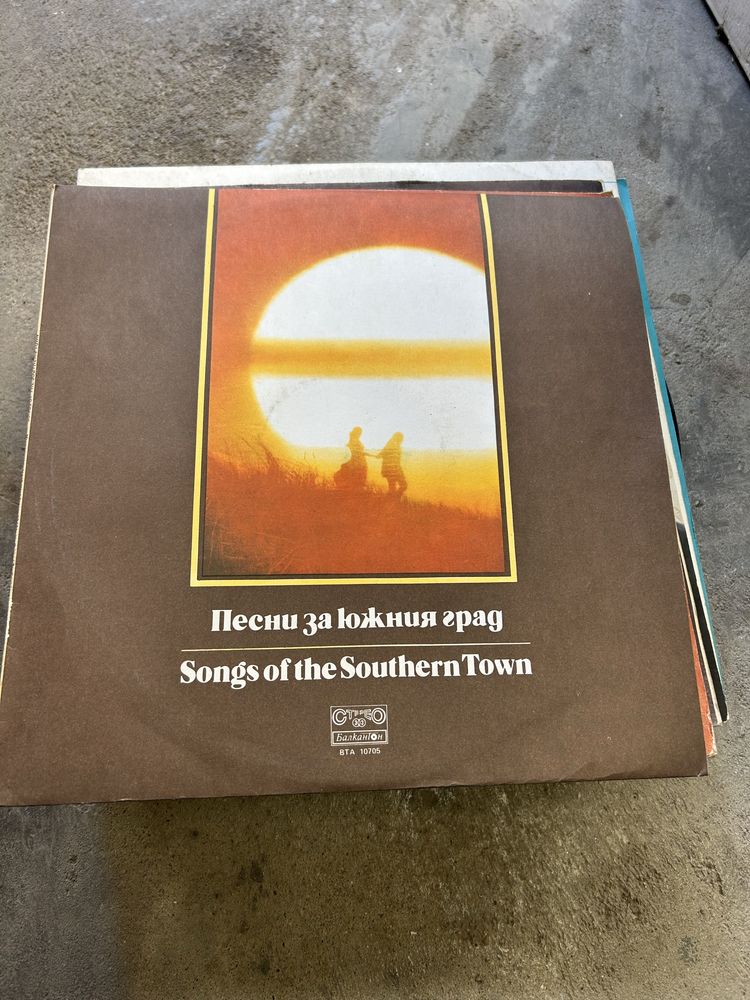 Песни за южния град
Songs of the Southern Town
СТЕРЕО
Балкантон
ВТА 10705